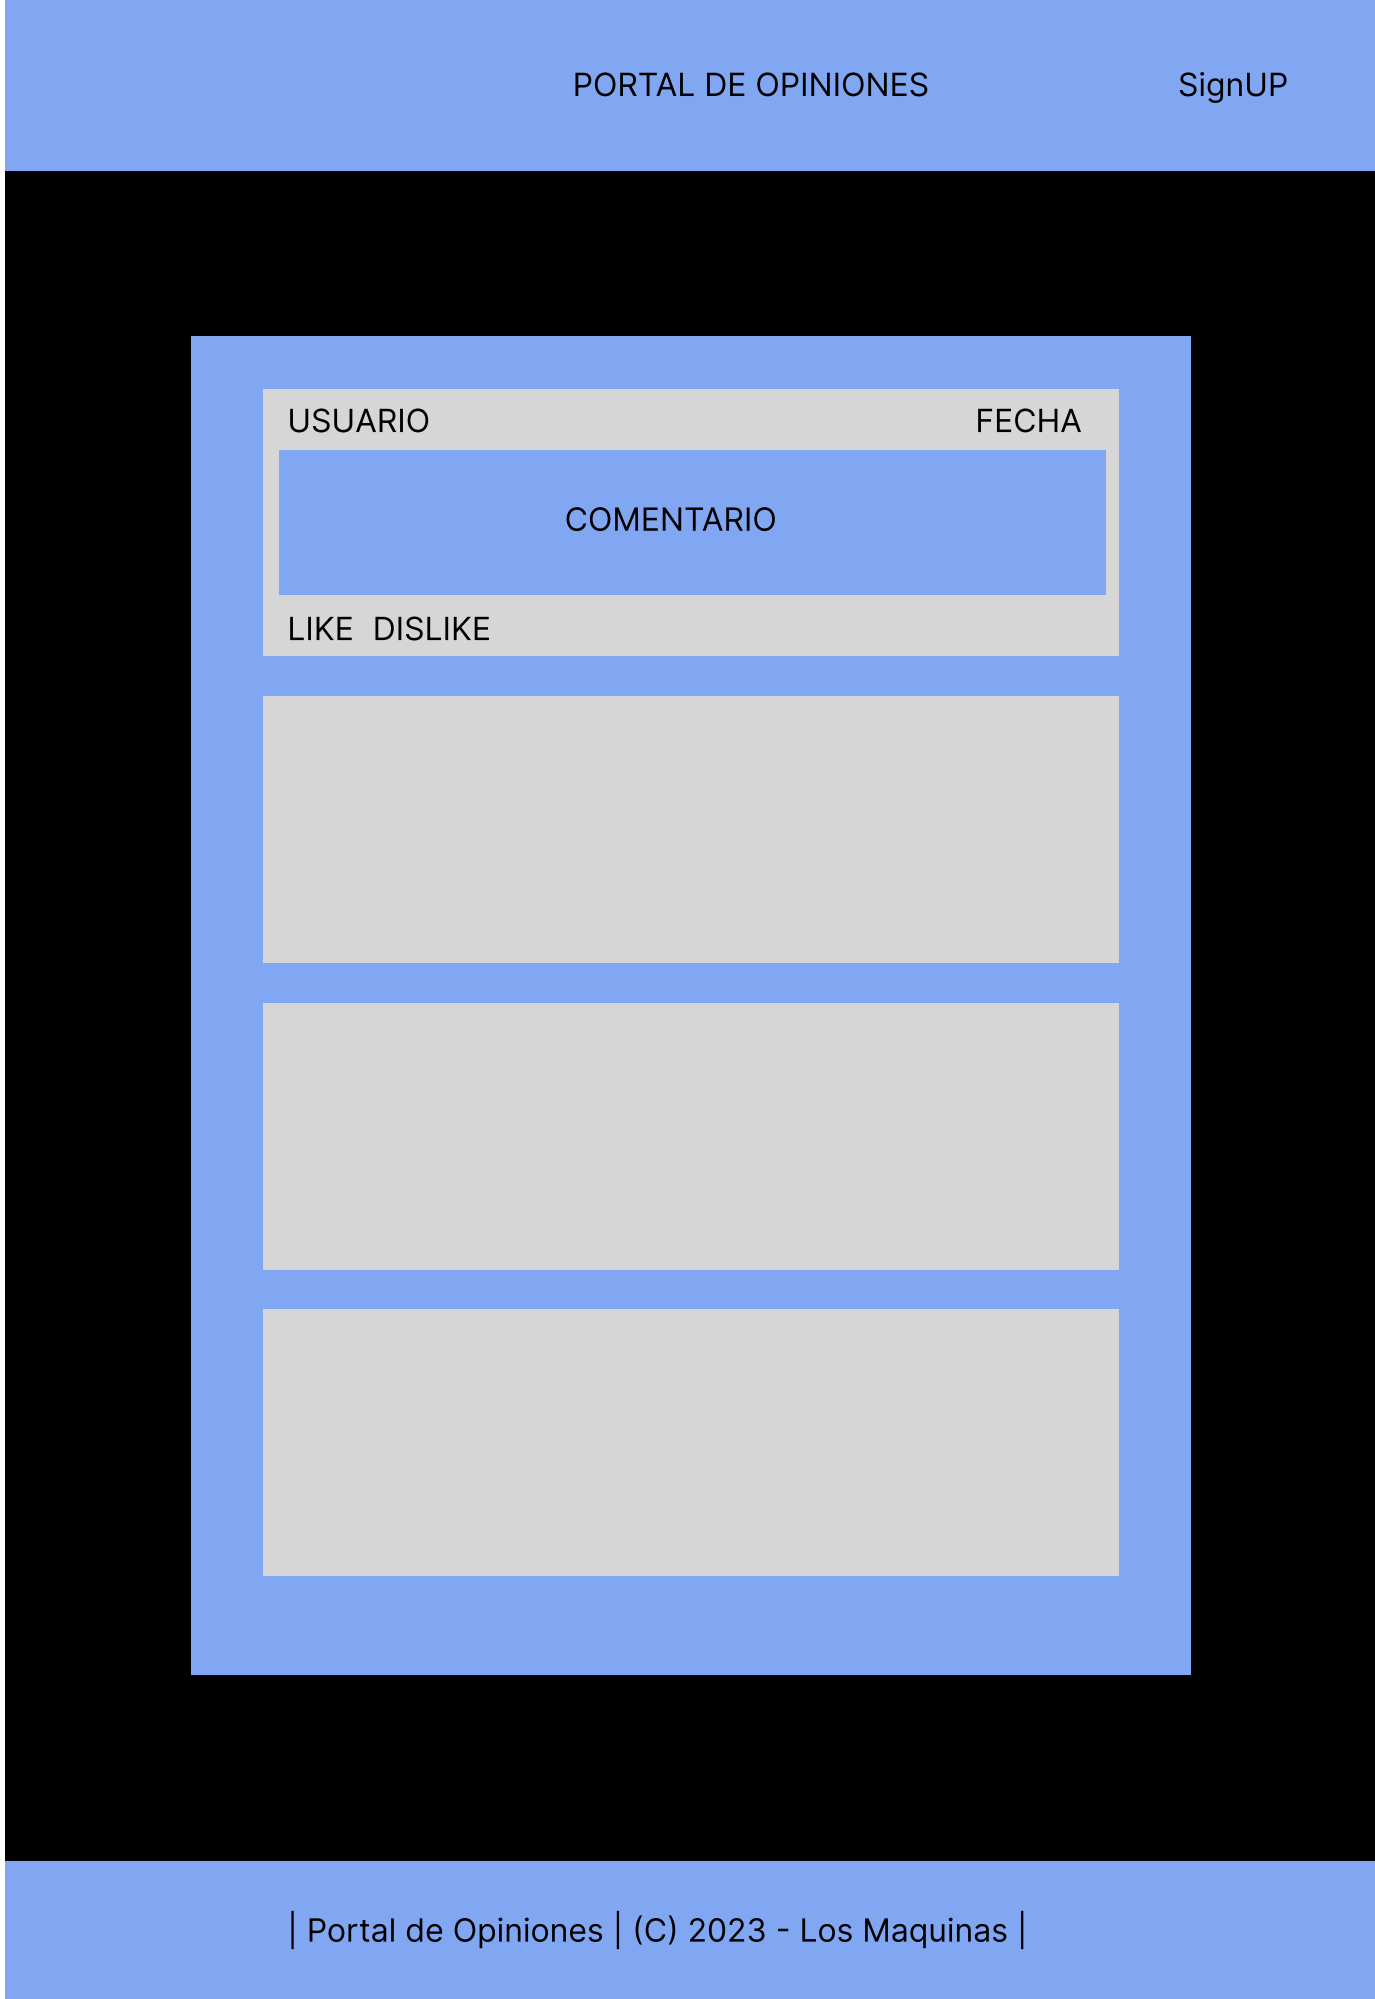 PORTAL DE OPINIONES SignUP
USUARIO FECHA
COMENTARIO
LIKE DISLIKE
| Portal de Opiniones | (C) 2023 - Los Maquinas |